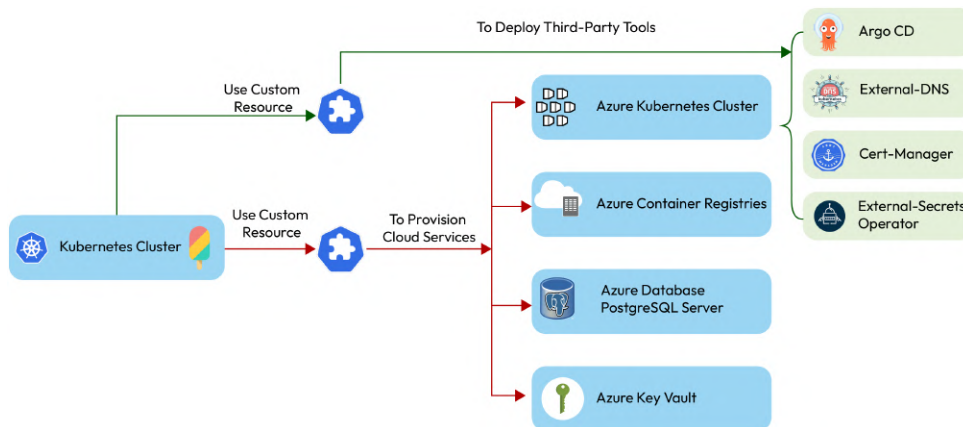 To Deploy Third-Party Tools
Argo CD
Use Custom
Resource
Azure Kubernetes Cluster
DNS
External-DNS
Cert-Manager
Use Custom
Resource
To Provision
Cloud Services
Azure Container Registries
External-Secrets
Operator
Kubernetes Cluster
Azure Database
PostgreSQL Server
Azure Key Vault